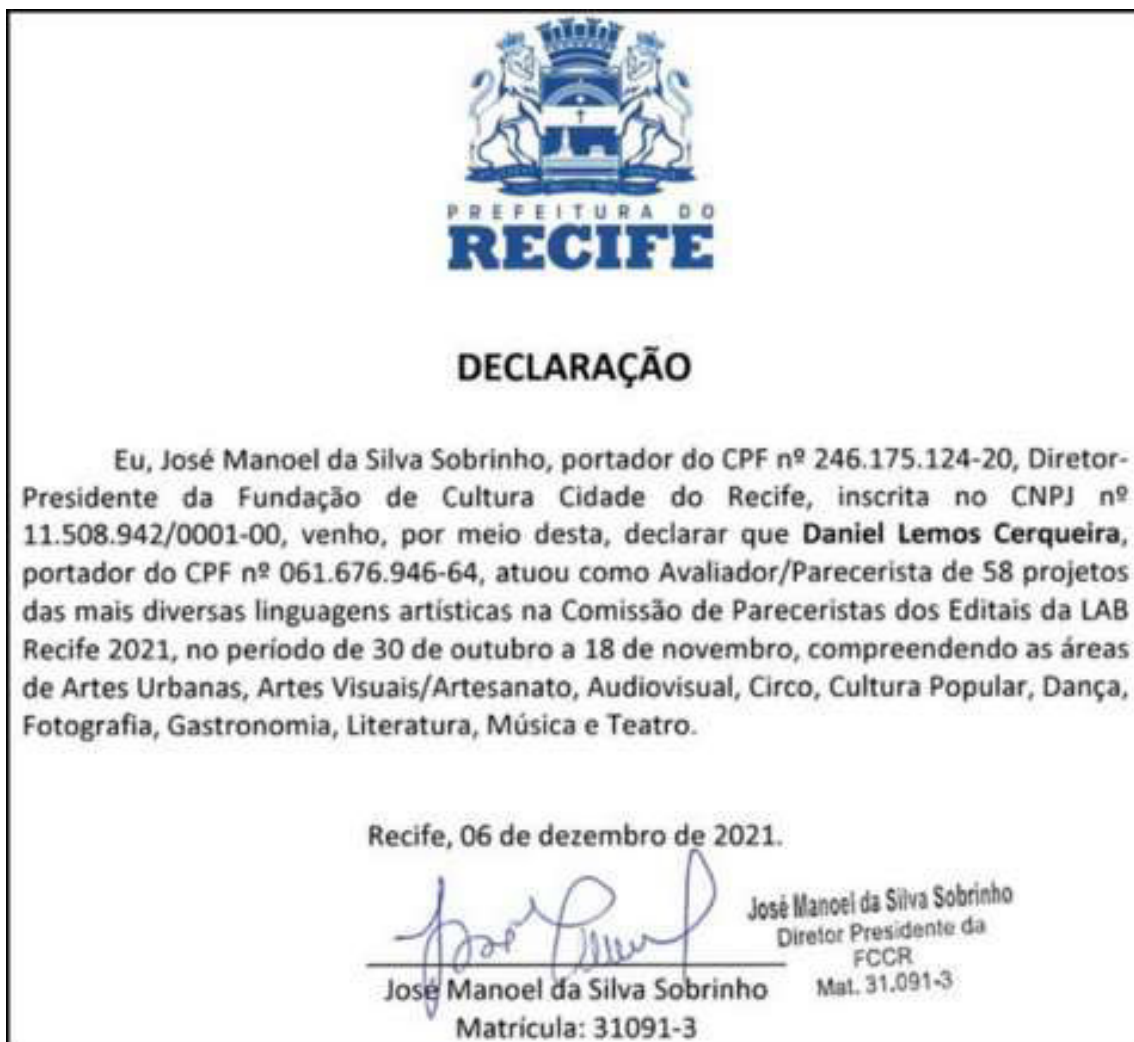 PREFEITURA DO
RECIFE
DECLARAÇÃO
Eu, José Manoel da Silva Sobrinho, portador do CPF nº 246.175.124-20, Diretor-
Presidente da Fundação de Cultura Cidade do Recife, inscrita no CNPJ nº
11.508.942/0001-00, venho, por meio desta, declarar que Daniel Lemos Cerqueira,
portador do CPF nº 061.676.946-64, atuou como Avaliador/Parecerista de 58 projetos
das mais diversas linguagens artísticas na Comissão de Pareceristas dos Editais da LAB
Recife 2021, no período de 30 de outubro a 18 de novembro, compreendendo as áreas
de Artes Urbanas, Artes Visuais/Artesanato, Audiovisual, Circo, Cultura Popular, Dança,
Fotografia, Gastronomia, Literatura, Música e Teatro.
Recife, 06 de dezembro de 2021.
José Manoel da Silva Sobrinho
Diretor Presidente da
FCCR
Mat. 31.091-3
José Manoel da Silva Sobrinho
Matrícula: 31091-3